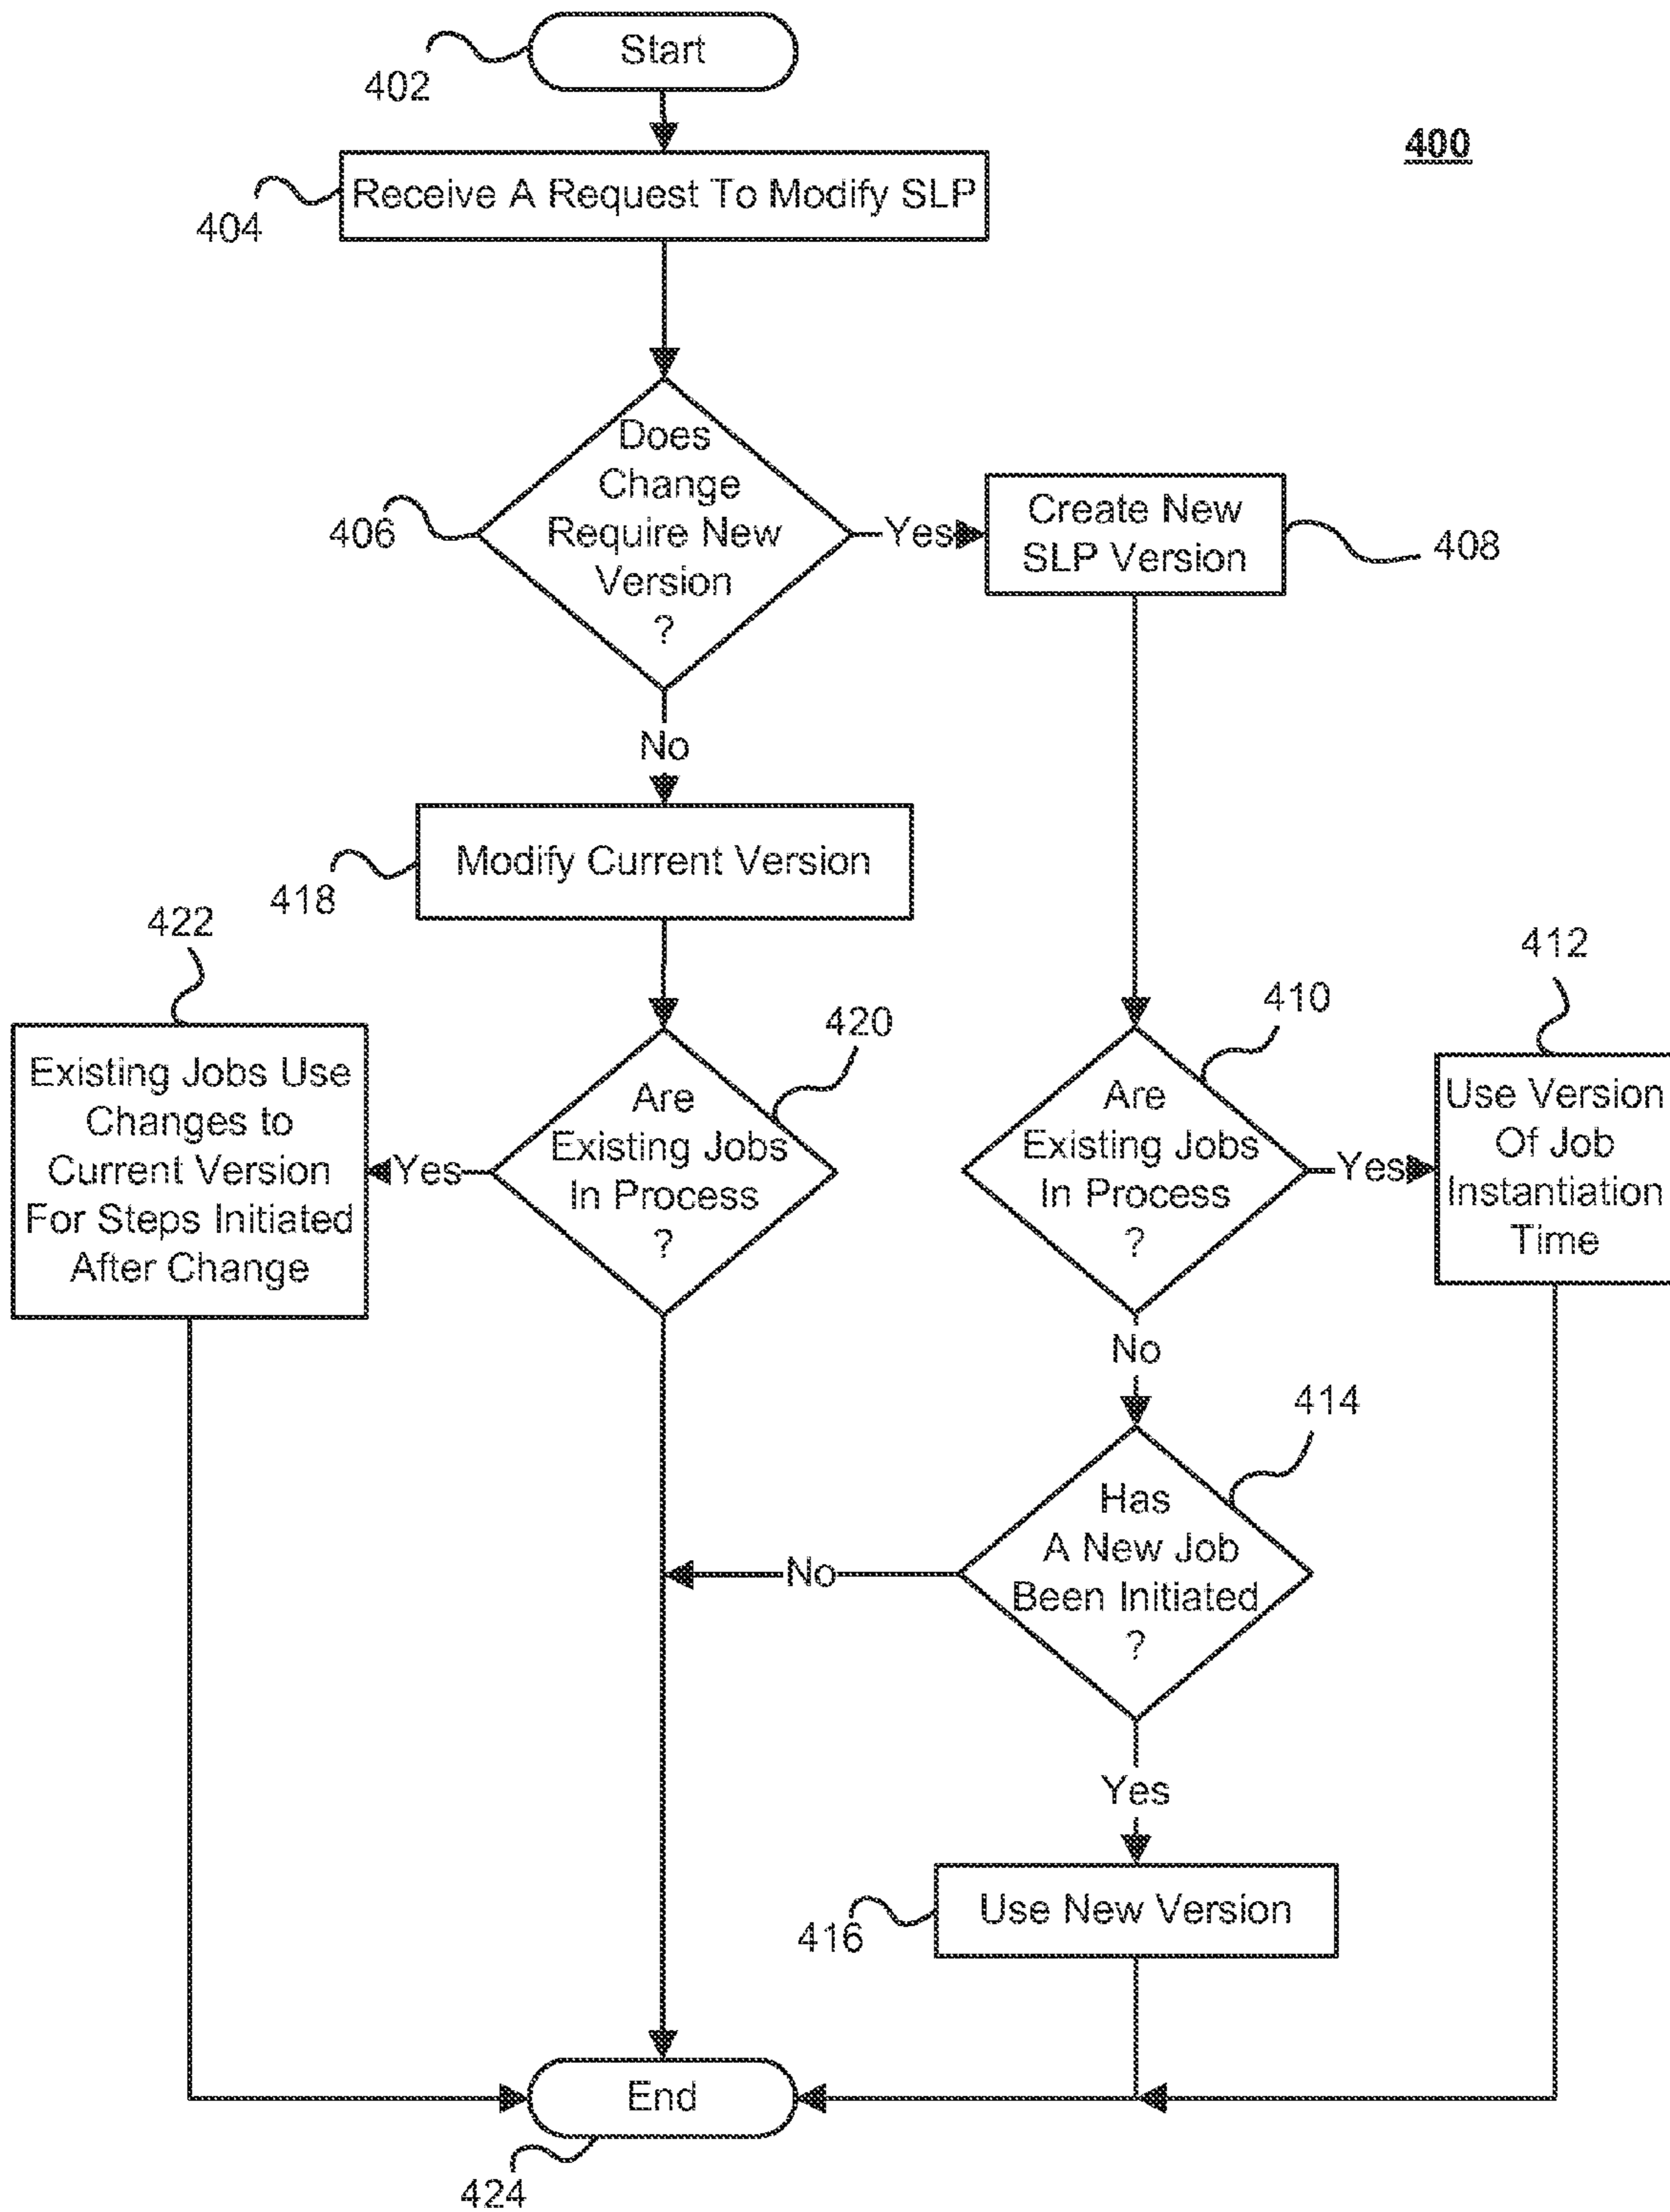 Start
402
400
Receive A Request To Modify SLP
404
Does
Change
Require New
Version
?
406
Yes
Create New
SLP Version
408
No
Modify Current Version
418
422
Existing Jobs Use
Changes to
Current Version
For Steps Initiated
After Change
Yes
420
Are
Existing Jobs
In Process
?
410
Are
Existing Jobs
In Process
?
Yes
412
Use Version
Of Job
Instantiation
Time
No
414
Has
A New Job
Been Initiated
?
No
Yes
Use New Version
416
End
424